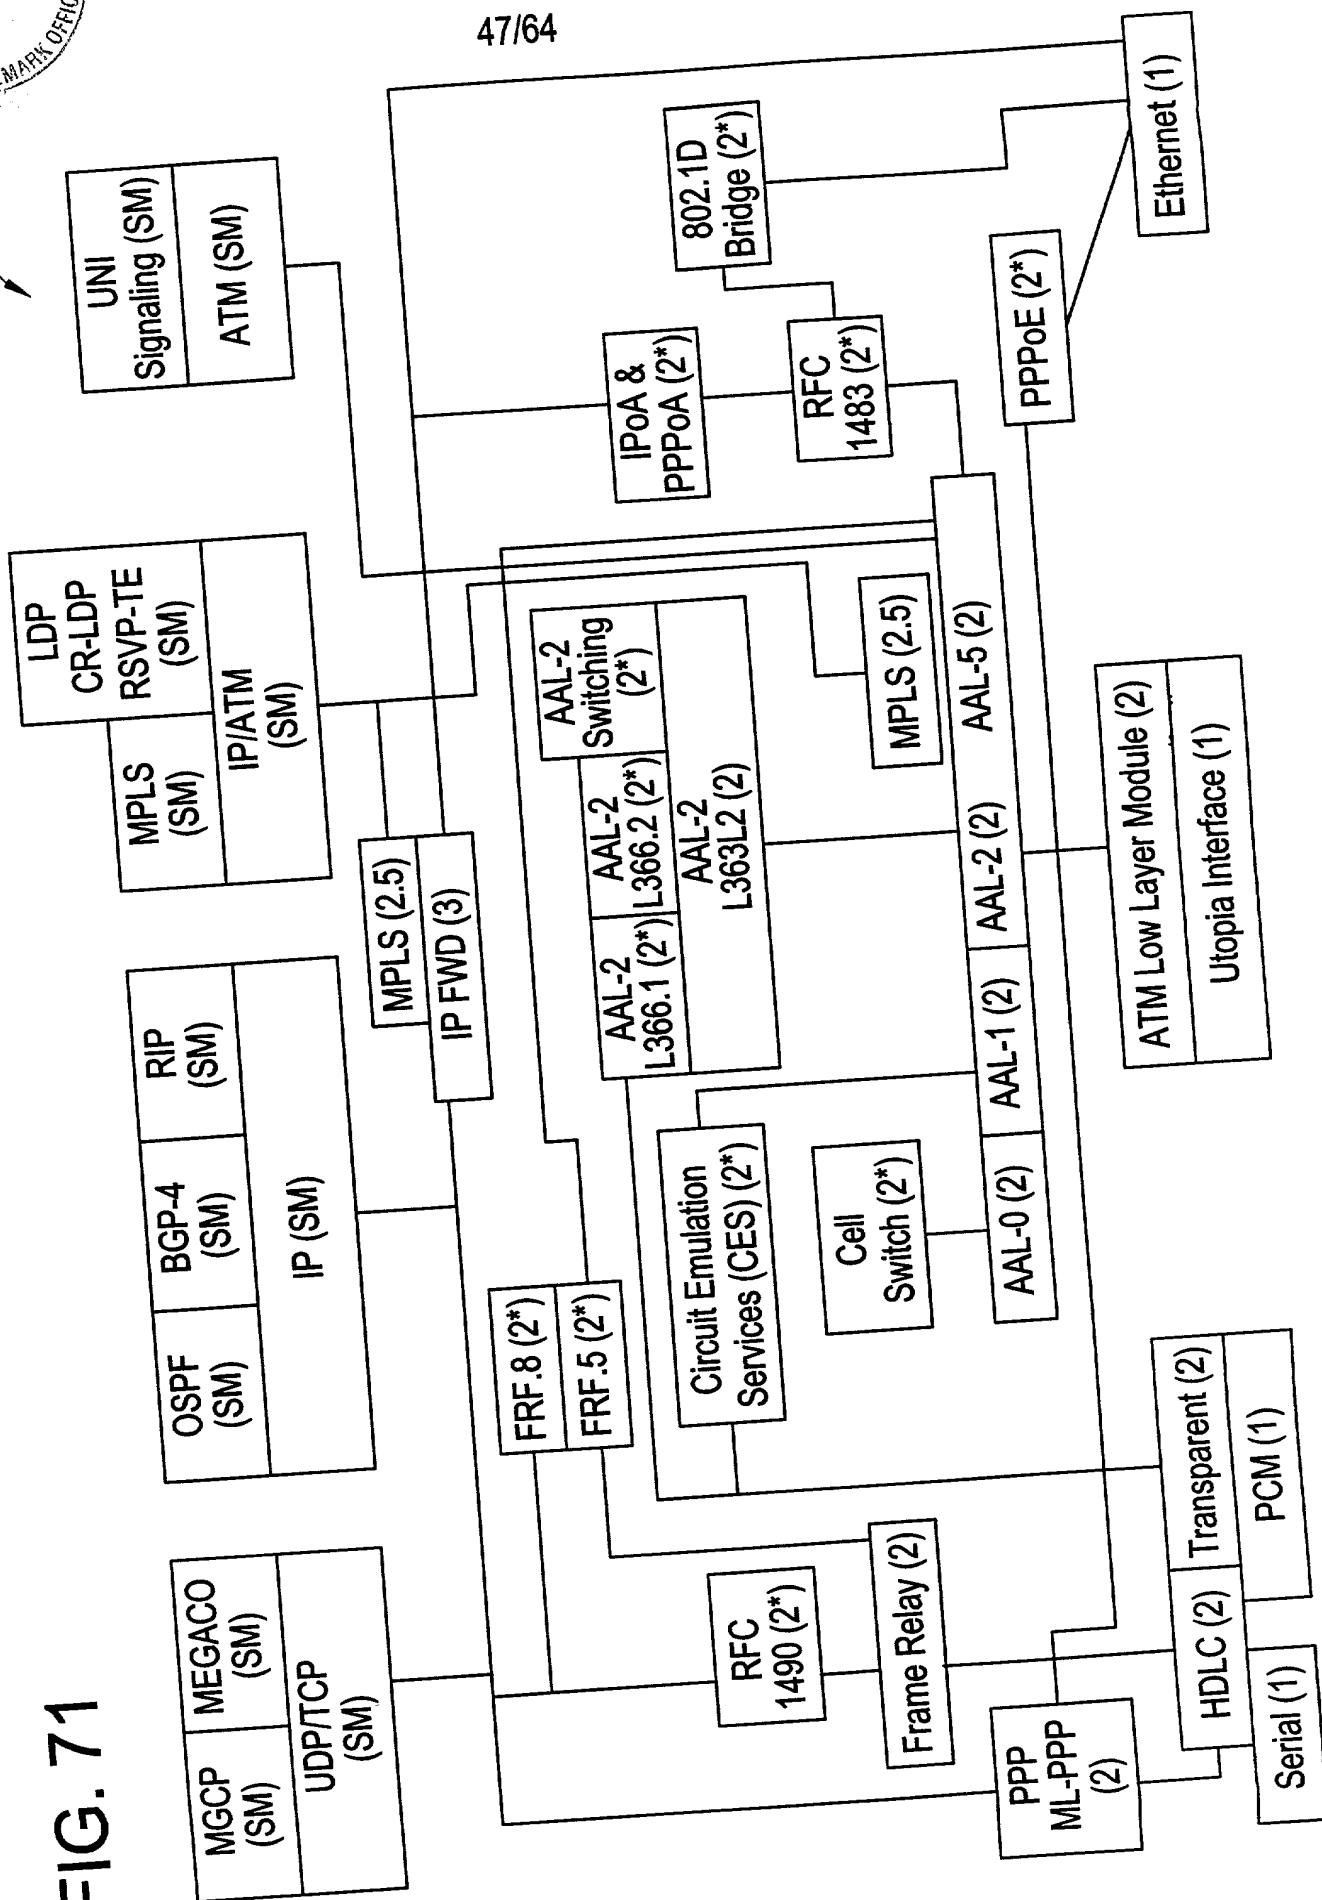 MARK OFFIC
47/64
FIG. 71
MGCP
(SM)
MEGACO
(SM)
UDP/TCP
(SM)
OSPF
(SM)
BGP-4
(SM)
RIP
(SM)
IP (SM)
MPLS
(SM)
LDP
CR-LDP
RSVP-TE
(SM)
IP/ATM
(SM)
UNI
Signaling (SM)
ATM (SM)
MPLS (2.5)
IP FWD (3)
FRF.8 (2*)
FRF.5 (2*)
AAL-2
L366.1 (2*)
AAL-2
L366.2 (2*)
AAL-2
Switching
(2*)
AAL-2
L363L2 (2)
IPoA &
PPPoA (2*)
802.1D
Bridge (2*)
RFC
1490 (2*)
Circuit Emulation
Services (CES) (2*)
RFC
1483 (2*)
Cell
Switch (2*)
MPLS (2.5)
Frame Relay (2)
AAL-0 (2)
AAL-1 (2)
AAL-2 (2)
AAL-5 (2)
PPPoE (2*)
PPP
ML-PPP
(2)
ATM Low Layer Module (2)
Utopia Interface (1)
Ethernet (1)
HDLC (2)
Transparent (2)
Serial (1)
PCM (1)